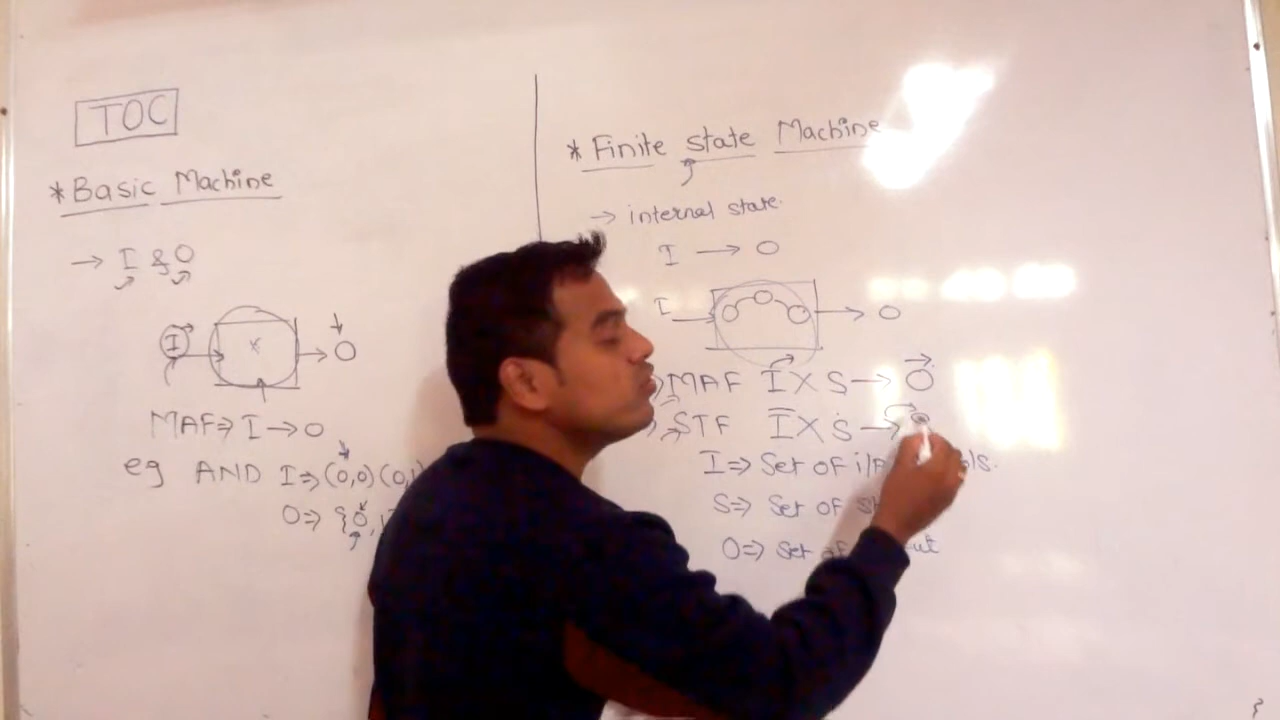 TOC
*Basic Machine
→ I & O
I → x → O
MAF ⇒ I → O
eg AND I ⇒ (0,0) (0,1
O ⇒ {0,
* Finite state Machine
→ internal state.
I → O
I → O
MAF I X S → O
STF I X S →
I ⇒ Set of i/p
S ⇒ Set of
O ⇒ Set of